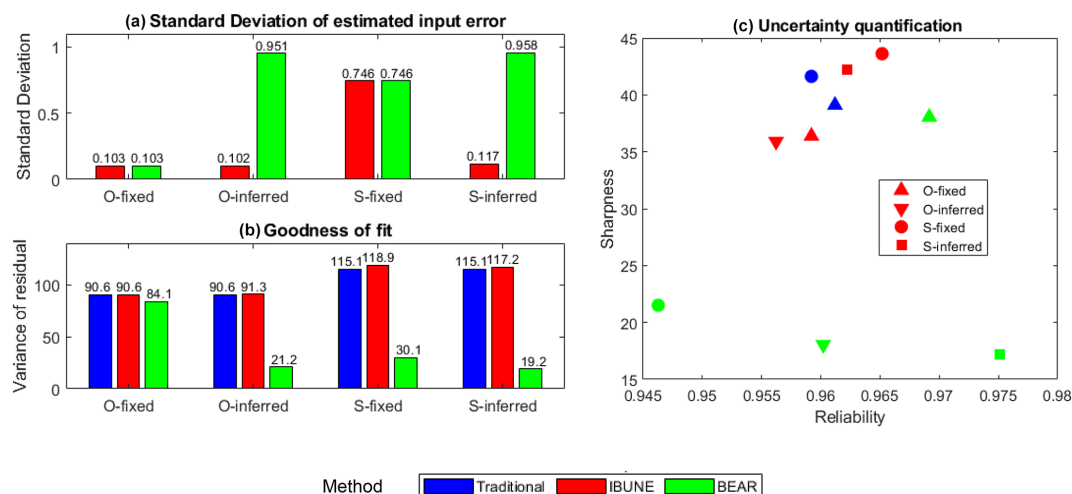 (a) Standard Deviation of estimated input error
Standard Deviation
1
0.5
0
0.103 0.103
0.102 0.951
0.746 0.746
0.117 0.958
O-fixed O-inferred S-fixed S-inferred
(b) Goodness of fit
Variance of residual
100
50
0
90.6 90.6 84.1
90.6 91.3 21.2
115.1 118.9 30.1
115.1 117.2 19.2
O-fixed O-inferred S-fixed S-inferred
(c) Uncertainty quantification
Sharpness
45
40
35
30
25
20
15
O-fixed
O-inferred
S-fixed
S-inferred
0.945 0.95 0.955 0.96 0.965 0.97 0.975 0.98
Reliability
Method Traditional IBUNE BEAR